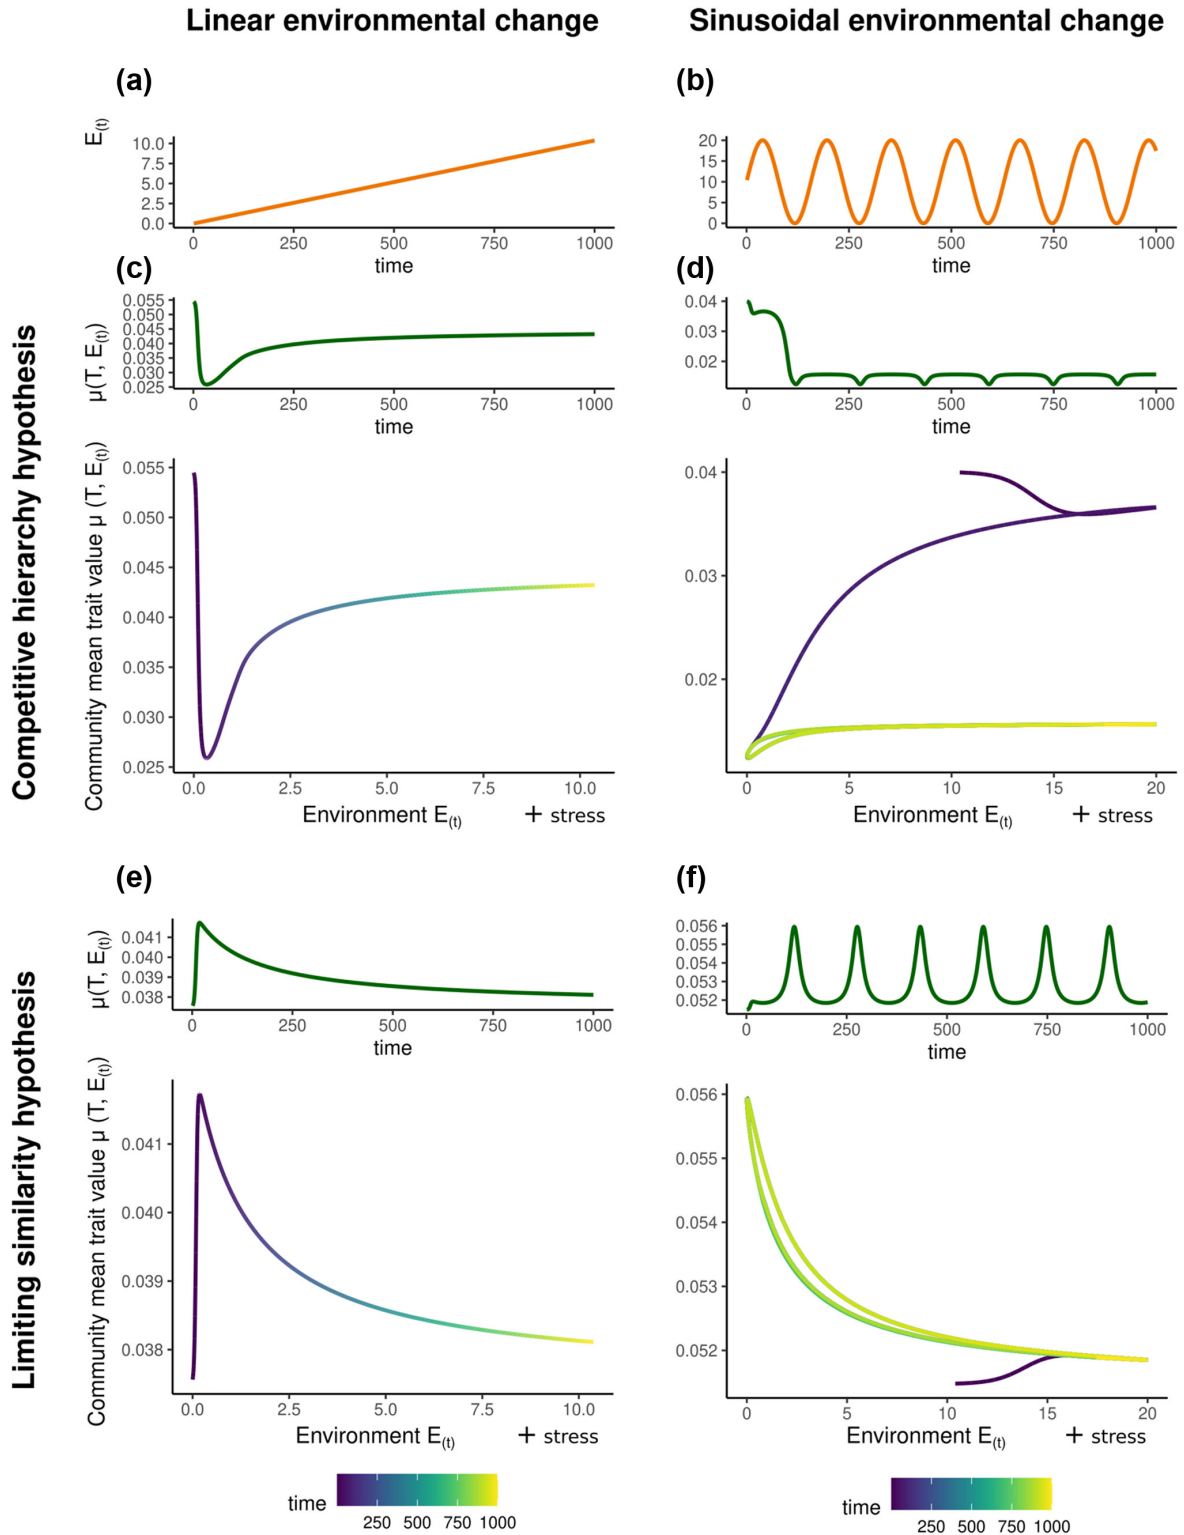 Linear environmental change
Sinusoidal environmental change
(a)
E(t)
10.0
7.5
5.0
2.5
0.0
0 250 500 750 1000
time
(b)
20
15
10
5
0
0 250 500 750 1000
time
Competitive hierarchy hypothesis
(c)
μ(T, E(t))
0.055
0.050
0.045
0.040
0.035
0.030
0.025
0 250 500 750 1000
time
Community mean trait value μ (T, E(t))
0.055
0.050
0.045
0.040
0.035
0.030
0.025
0.0 2.5 5.0 7.5 10.0
Environment E(t) + stress
(d)
0.04
0.03
0.02
0 250 500 750 1000
time
0.04
0.03
0.02
0 5 10 15 20
Environment E(t) + stress
Limiting similarity hypothesis
(e)
μ(T, E(t))
0.041
0.040
0.039
0.038
0 250 500 750 1000
time
Community mean trait value μ (T, E(t))
0.041
0.040
0.039
0.038
0.0 2.5 5.0 7.5 10.0
Environment E(t) + stress
time
250 500 750 1000
(f)
0.056
0.055
0.054
0.053
0.052
0 250 500 750 1000
time
0.056
0.055
0.054
0.053
0.052
0 5 10 15 20
Environment E(t) + stress
time
250 500 750 1000